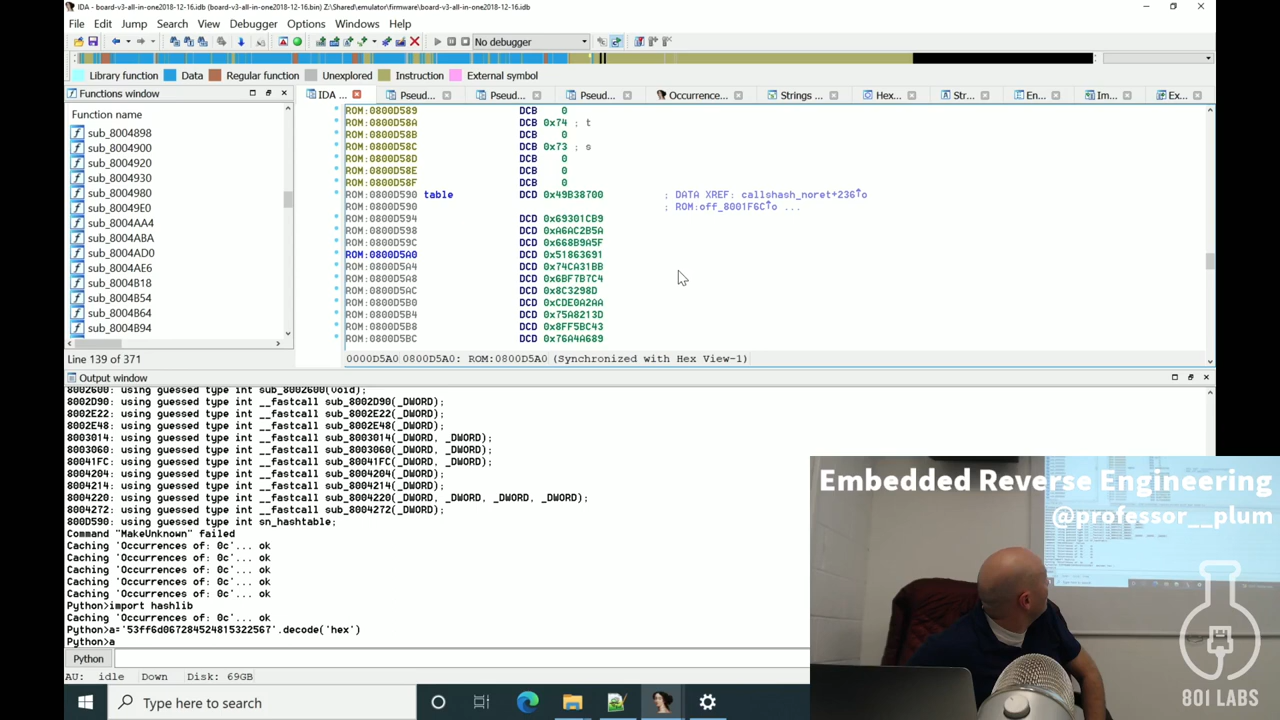 IDA - board-v3-all-in-one2018-12-16.idb (board-v3-all-in-one2018-12-16.bin) Z:\Shared\emulator\firmware\board-v3-all-in-one2018-12-16.idb
File Edit Jump Search View Debugger Options Windows Help
No debugger
Library function Data Regular function Unexplored Instruction External symbol
Functions window
IDA ... Pseud... Pseud... Pseud... Occurrence... Strings ... Hex... Str... En... Im... Ex...
Function name
sub_8004898
sub_8004900
sub_8004920
sub_8004930
sub_8004980
sub_80049E0
sub_8004AA4
sub_8004ABA
sub_8004AD0
sub_8004AE6
sub_8004B18
sub_8004B54
sub_8004B64
sub_8004B94
Line 139 of 371
ROM:0800D589 DCB 0
ROM:0800D58A DCB 0x74 ; t
ROM:0800D58B DCB 0
ROM:0800D58C DCB 0x73 ; s
ROM:0800D58D DCB 0
ROM:0800D58E DCB 0
ROM:0800D58F DCB 0
ROM:0800D590 table DCD 0x49B38700 ; DATA XREF: callshash_noret+236↑o
ROM:0800D590 ; ROM:off_8001F6C↑o ...
ROM:0800D594 DCD 0x69301CB9
ROM:0800D598 DCD 0xA6AC2B5A
ROM:0800D59C DCD 0x668B9A5F
ROM:0800D5A0 DCD 0x51863691
ROM:0800D5A4 DCD 0x74CA31BB
ROM:0800D5A8 DCD 0x6BF7B7C4
ROM:0800D5AC DCD 0x8C3298D
ROM:0800D5B0 DCD 0xCDE0A2AA
ROM:0800D5B4 DCD 0x75A8213D
ROM:0800D5B8 DCD 0x8FF5BC43
ROM:0800D5BC DCD 0x76A4A689
0000D5A0 0800D5A0: ROM:0800D5A0 (Synchronized with Hex View-1)
Output window
8002600: using guessed type int sub_8002600(void);
8002D90: using guessed type int __fastcall sub_8002D90(_DWORD);
8002E22: using guessed type int __fastcall sub_8002E22(_DWORD);
8002E48: using guessed type int __fastcall sub_8002E48(_DWORD);
8003014: using guessed type int __fastcall sub_8003014(_DWORD, _DWORD);
8003060: using guessed type int __fastcall sub_8003060(_DWORD, _DWORD);
80041FC: using guessed type int __fastcall sub_80041FC(_DWORD, _DWORD);
8004204: using guessed type int __fastcall sub_8004204(_DWORD);
8004214: using guessed type int __fastcall sub_8004214(_DWORD);
8004220: using guessed type int __fastcall sub_8004220(_DWORD, _DWORD, _DWORD, _DWORD);
8004272: using guessed type int __fastcall sub_8004272(_DWORD);
800D590: using guessed type int sn_hashtable;
Command "MakeUnknown" failed
Caching 'Occurrences of: 0c'... ok
Caching 'Occurrences of: 0c'... ok
Caching 'Occurrences of: 0c'... ok
Caching 'Occurrences of: 0c'... ok
Python>import hashlib
Caching 'Occurrences of: 0c'... ok
Python>a='53ff6d067284524815322567'.decode('hex')
Python>a
Python
AU: idle Down Disk: 69GB
Type here to search
Embedded Reverse Engineering
@professor__plum
801 LABS